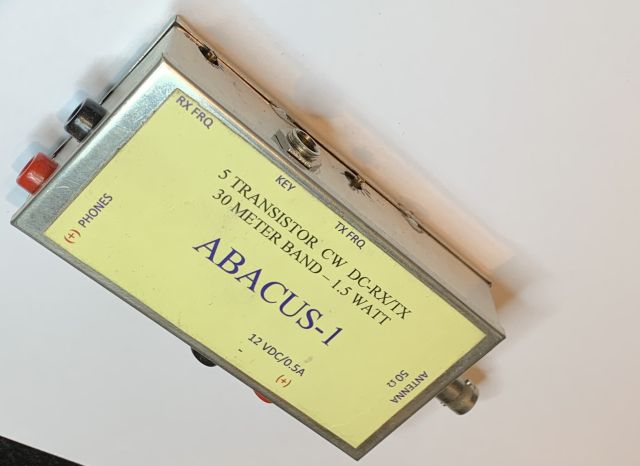 RX FRQ
KEY
TX FRQ
(+) PHONES
5 TRANSISTOR CW DC-RX/TX
30 METER BAND – 1.5 WATT
ABACUS-1
12 VDC/0.5A
- (+)
ANTENNA
50 Ω